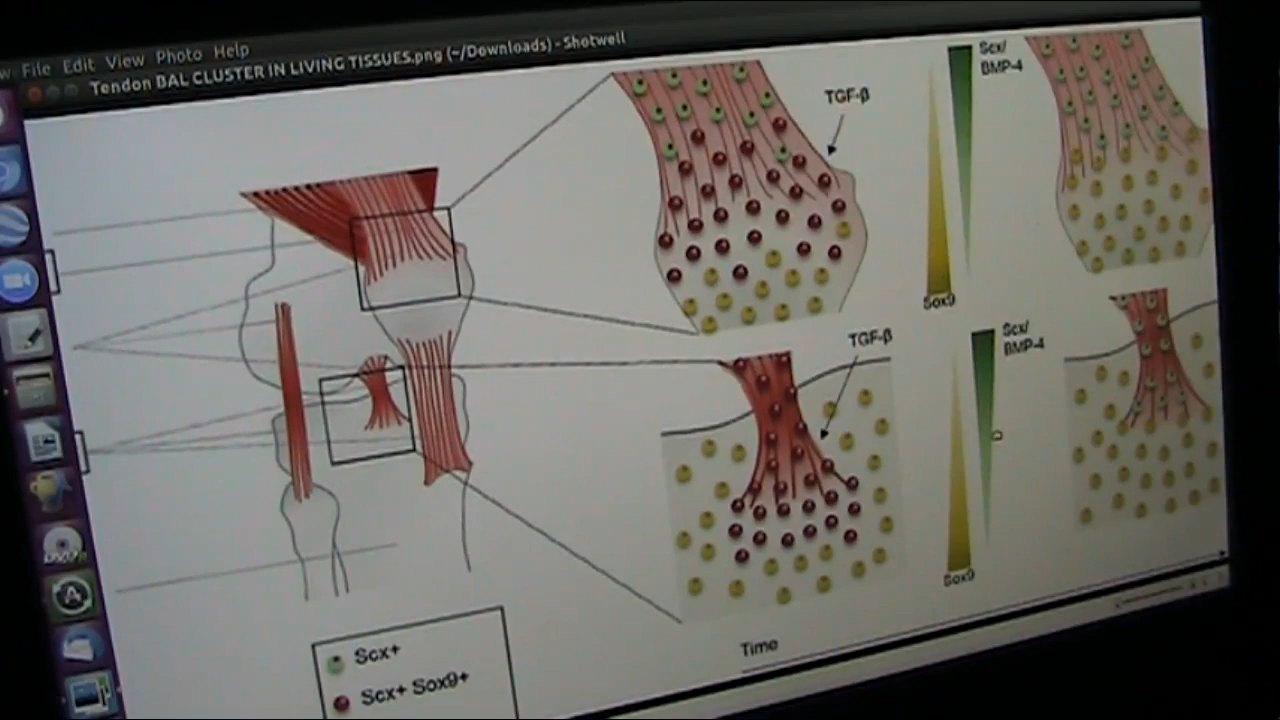 File Edit View Photo Help
Tendon BAL CLUSTER IN LIVING TISSUES.png (~/Downloads) - Shotwell
TGF-β
Scx/
BMP-4
Sox9
TGF-β
Scx/
BMP-4
Sox9
Time
Scx+
Scx+ Sox9+